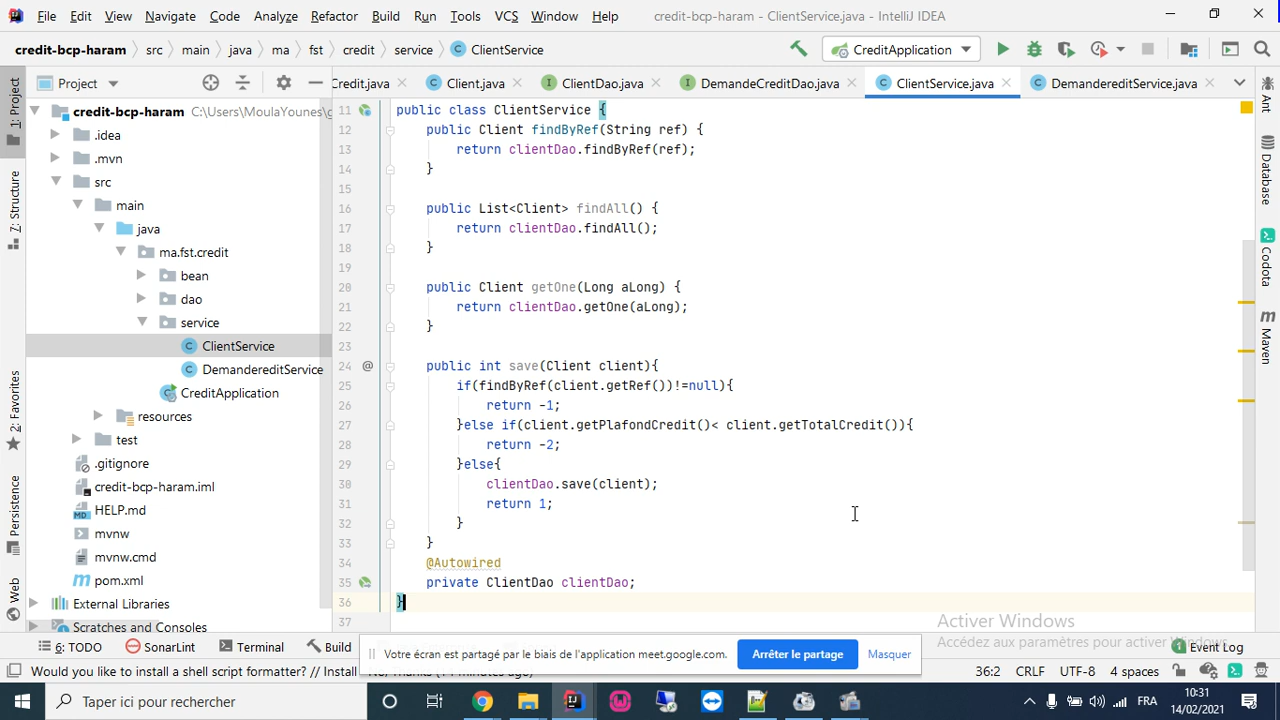 File Edit View Navigate Code Analyze Refactor Build Run Tools VCS Window Help credit-bcp-haram - ClientService.java - IntelliJ IDEA
credit-bcp-haram src main java ma fst credit service ClientService CreditApplication
Project Credit.java Client.java ClientDao.java DemandeCreditDao.java ClientService.java DemandereditService.java
1: Project
Z: Structure
2: Favorites
Persistence
Web
credit-bcp-haram C:\Users\MoulaYounes\g
.idea
.mvn
src
main
java
ma.fst.credit
bean
dao
service
ClientService
DemandereditService
CreditApplication
resources
test
.gitignore
credit-bcp-haram.iml
HELP.md
mvnw
mvnw.cmd
pom.xml
External Libraries
Scratches and Consoles
11 public class ClientService {
12 public Client findByRef(String ref) {
13 return clientDao.findByRef(ref);
14 }
15
16 public List<Client> findAll() {
17 return clientDao.findAll();
18 }
19
20 public Client getOne(Long aLong) {
21 return clientDao.getOne(aLong);
22 }
23
24 @ public int save(Client client){
25 if(findByRef(client.getRef())!=null){
26 return -1;
27 }else if(client.getPlafondCredit()< client.getTotalCredit()){
28 return -2;
29 }else{
30 clientDao.save(client);
31 return 1;
32 }
33 }
34 @Autowired
35 private ClientDao clientDao;
36 }
37
Ant
Database
Codota
Maven
Activer Windows
Accédez aux paramètres pour activer Windows.
6: TODO SonarLint Terminal Build Event Log
Votre écran est partagé par le biais de l'application meet.google.com. Arrêter le partage Masquer
Would you like to install a shell script formatter? // Install 36:2 CRLF UTF-8 4 spaces
Taper ici pour rechercher FRA 10:31
14/02/2021